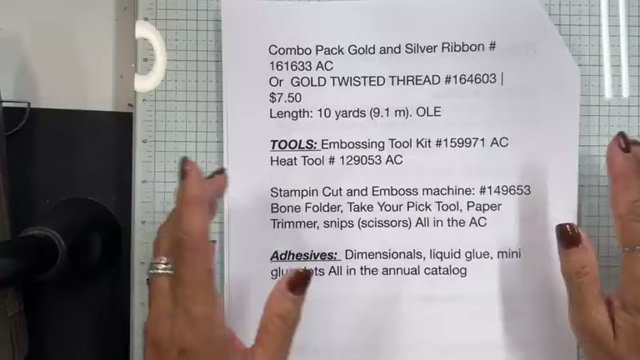 Combo Pack Gold and Silver Ribbon #
161633 AC
Or GOLD TWISTED THREAD #164603 |
$7.50
Length: 10 yards (9.1 m). OLE
TOOLS: Embossing Tool Kit #159971 AC
Heat Tool # 129053 AC
Stampin Cut and Emboss machine: #149653
Bone Folder, Take Your Pick Tool, Paper
Trimmer, snips (scissors) All in the AC
Adhesives: Dimensionals, liquid glue, mini
All in the annual catalog